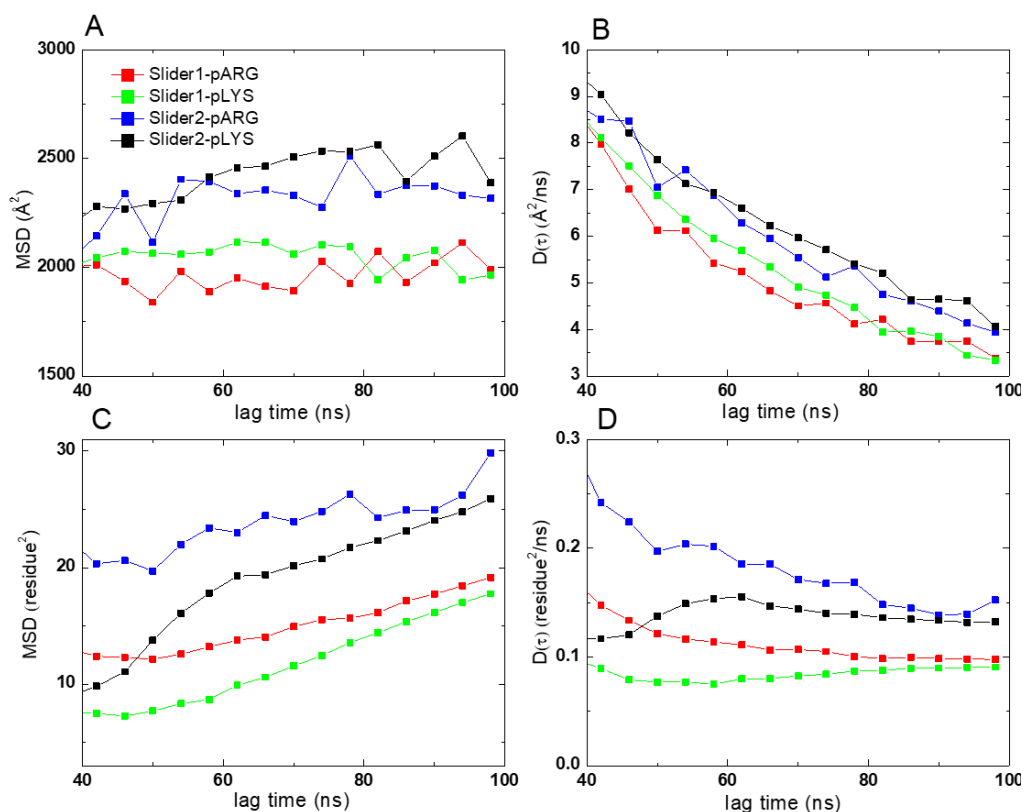 A
3000
2500
2000
1500
MSD (Å²)
Slider1-pARG
Slider1-pLYS
Slider2-pARG
Slider2-pLYS
40 60 80 100
lag time (ns)
B
10
9
8
7
6
5
4
3
D(τ) (Å²/ns)
40 60 80 100
lag time (ns)
C
30
20
10
MSD (residue²)
40 60 80 100
lag time (ns)
D
0.3
0.2
0.1
0.0
D(τ) (residue²/ns)
40 60 80 100
lag time (ns)